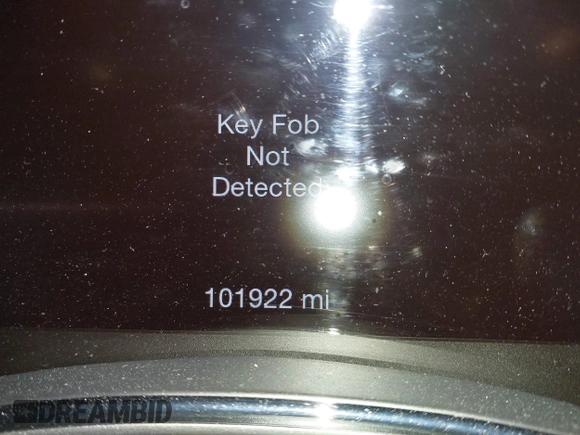 Key Fob
Not
Detected
101922 mi
DREAMBID